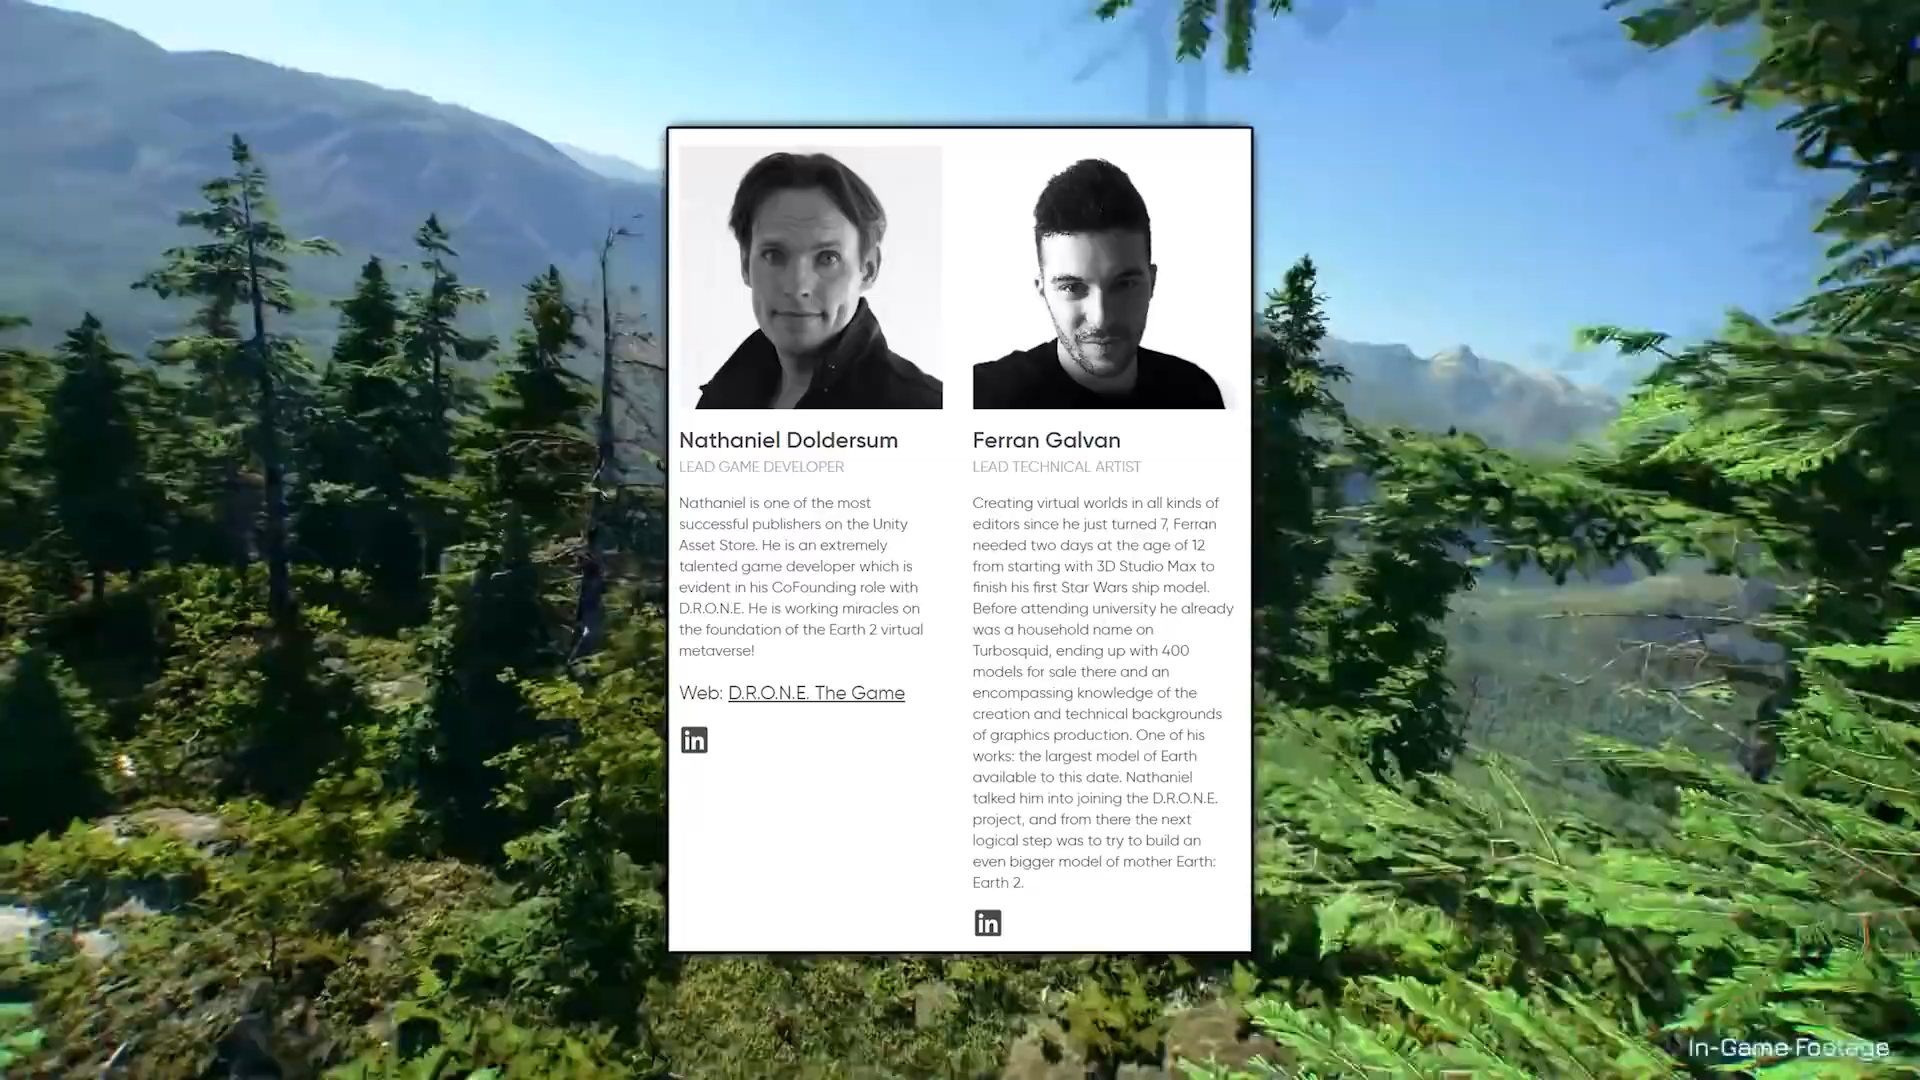 Nathaniel Doldersum
LEAD GAME DEVELOPER
Nathaniel is one of the most
successful publishers on the Unity
Asset Store. He is an extremely
talented game developer which is
evident in his CoFounding role with
D.R.O.N.E. He is working miracles on
the foundation of the Earth 2 virtual
metaverse!
Web: D.R.O.N.E. The Game
in
Ferran Galvan
LEAD TECHNICAL ARTIST
Creating virtual worlds in all kinds of
editors since he just turned 7, Ferran
needed two days at the age of 12
from starting with 3D Studio Max to
finish his first Star Wars ship model.
Before attending university he already
was a household name on
Turbosquid, ending up with 400
models for sale there and an
encompassing knowledge of the
creation and technical backgrounds
of graphics production. One of his
works: the largest model of Earth
available to this date. Nathaniel
talked him into joining the D.R.O.N.E.
project, and from there the next
logical step was to try to build an
even bigger model of mother Earth:
Earth 2.
in
In-Game Footage